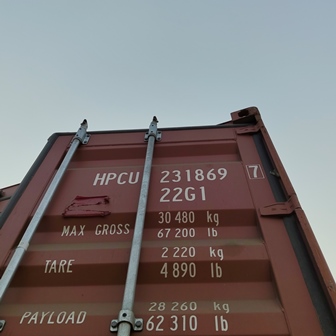 HPCU 231869 7
22G1
30 480 kg
MAX GROSS 67 200 lb
2 220 kg
TARE 4 890 lb
28 260 kg
PAYLOAD 62 310 lb